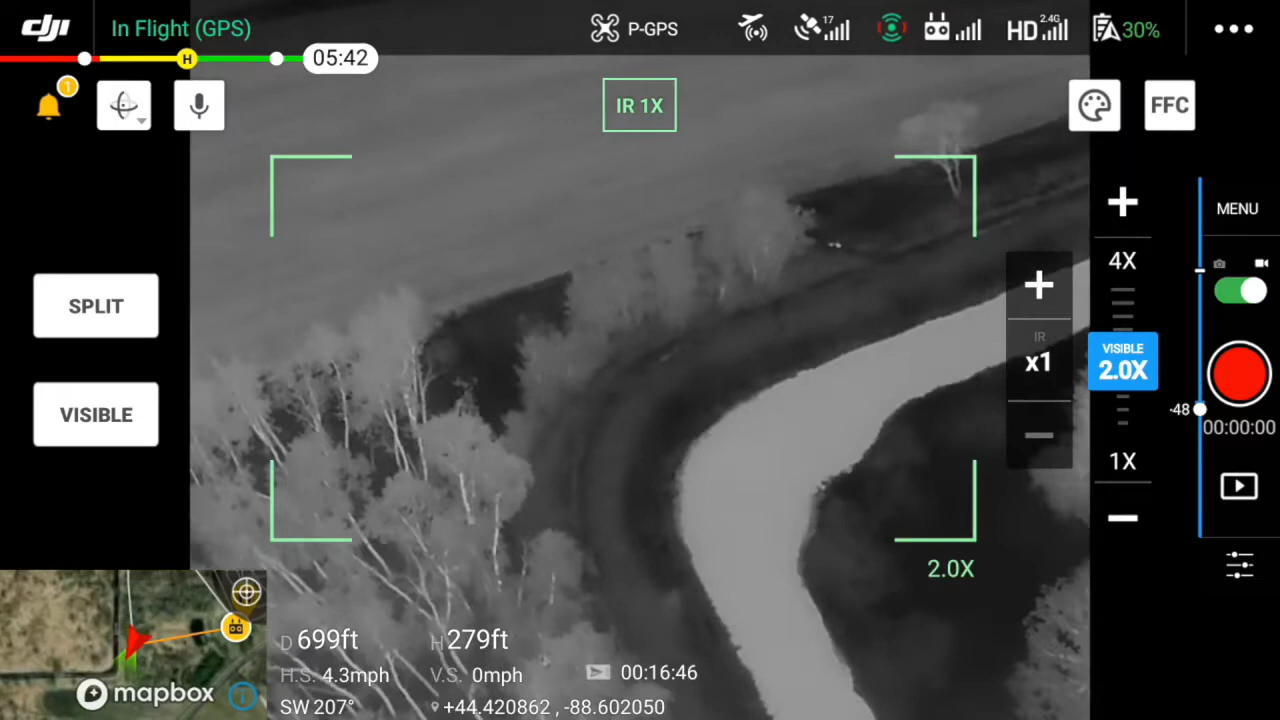 dji
In Flight (GPS)
P-GPS
17
HD 2.4G
30%
H
05:42
1
IR 1X
FFC
SPLIT
VISIBLE
MENU
4X
IR
x1
VISIBLE
2.0X
-48
1X
00:00:00
2.0X
D 699ft
H 279ft
H.S. 4.3mph
V.S. 0mph
00:16:46
SW 207°
+44.420862 , -88.602050
mapbox
i